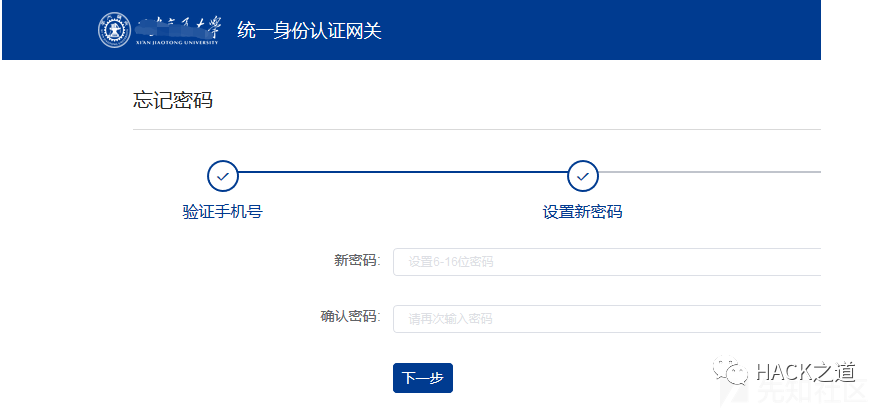 大学
XI'AN JIAOTONG UNIVERSITY
统一身份认证网关
忘记密码
验证手机号
设置新密码
新密码:
设置6-16位密码
确认密码:
请再次输入密码
下一步
HACK之道
先知社区